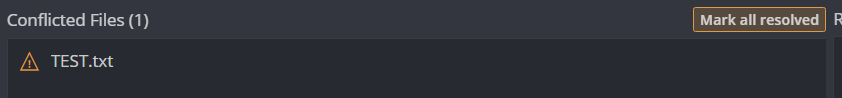 Conflicted Files (1)
Mark all resolved
R
TEST.txt